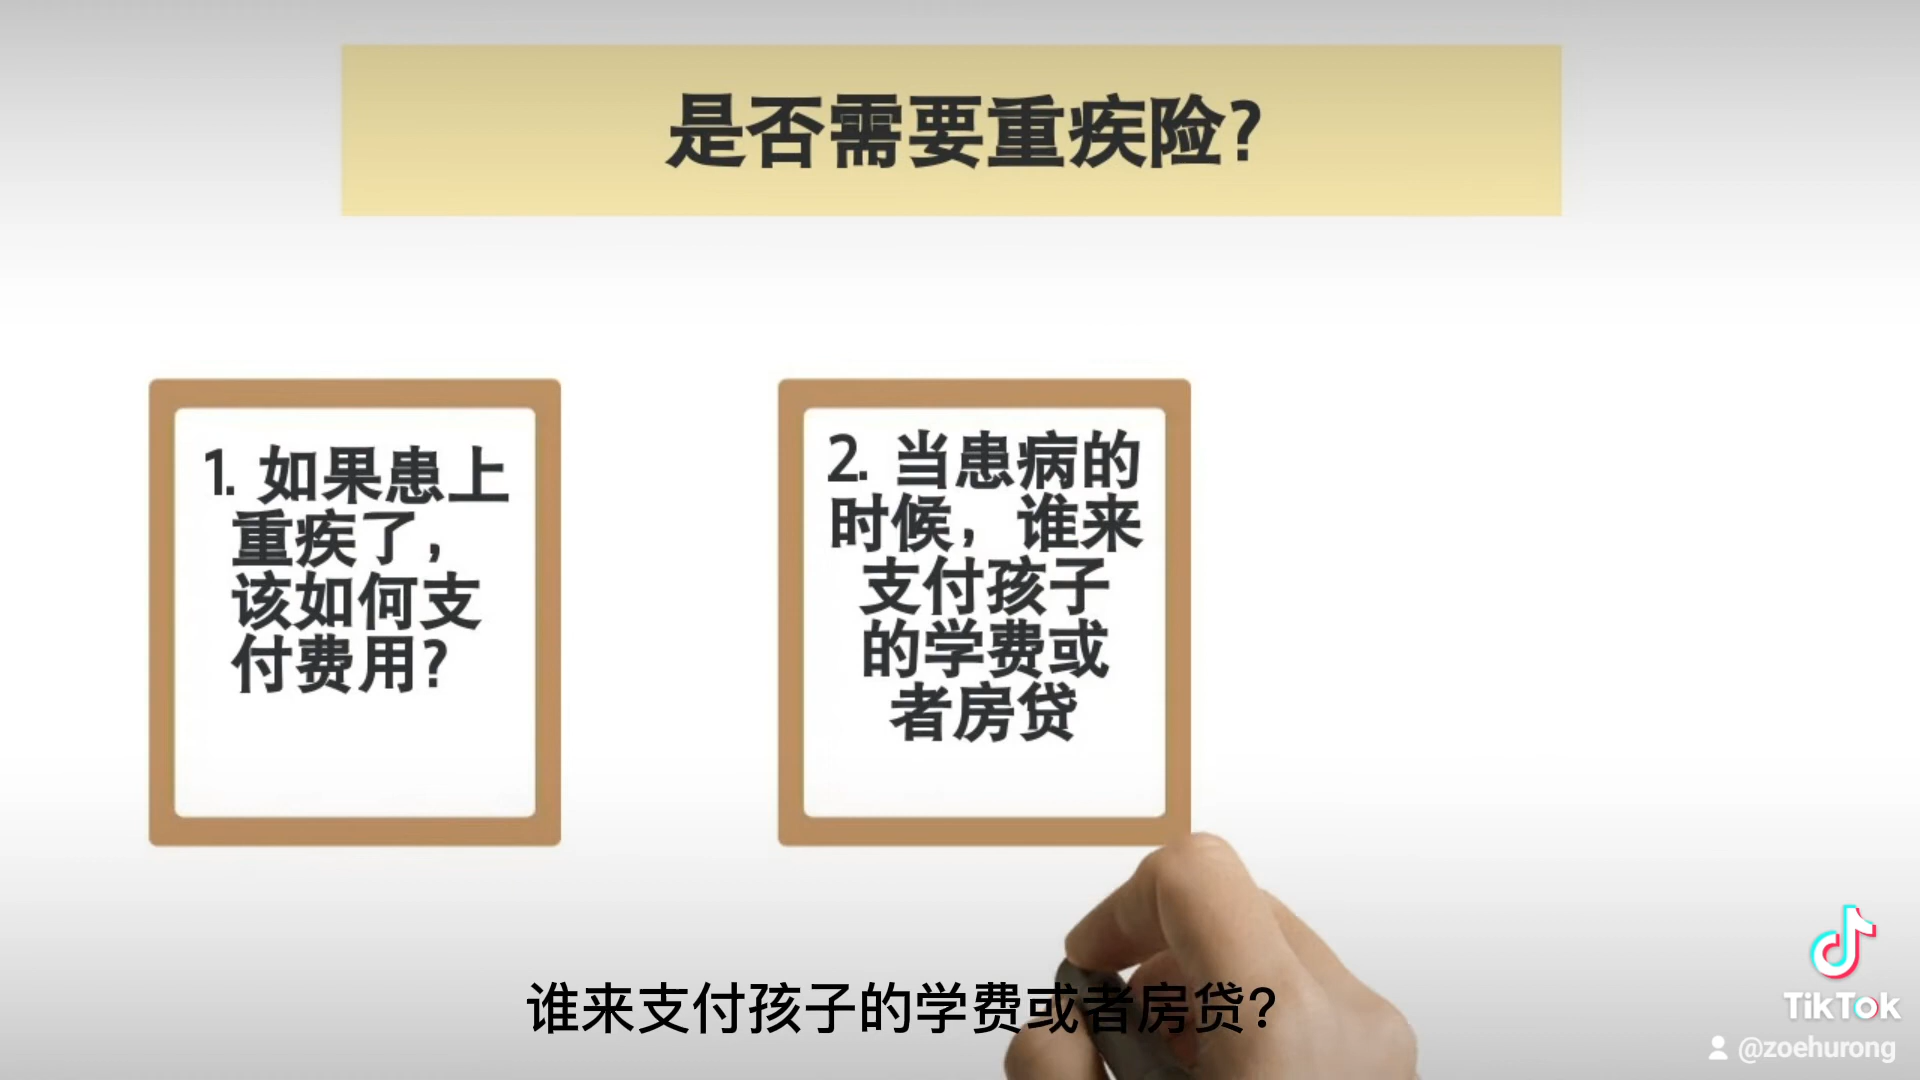 是否需要重疾险?
1. 如果患上
重疾了，
该如何支
付费用?
2. 当患病的
时候，谁来
支付孩子
的学费或
者房贷
谁来支付孩子的学费或者房贷?
TikTok
@zoehurong